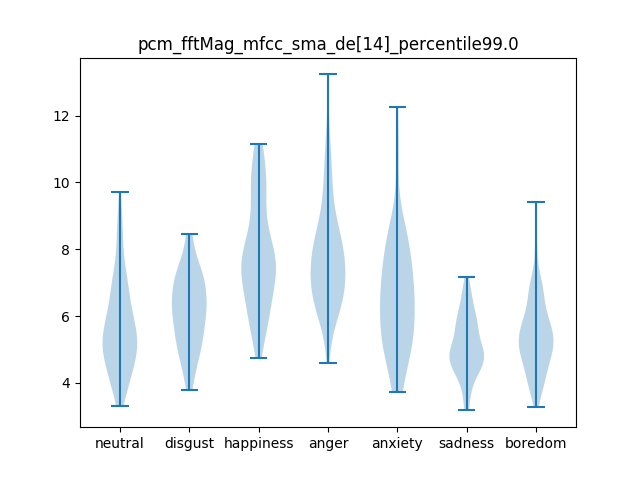 pcm_fftMag_mfcc_sma_de[14]_percentile99.0
12
10
8
6
4
neutral disgust happiness anger anxiety sadness boredom